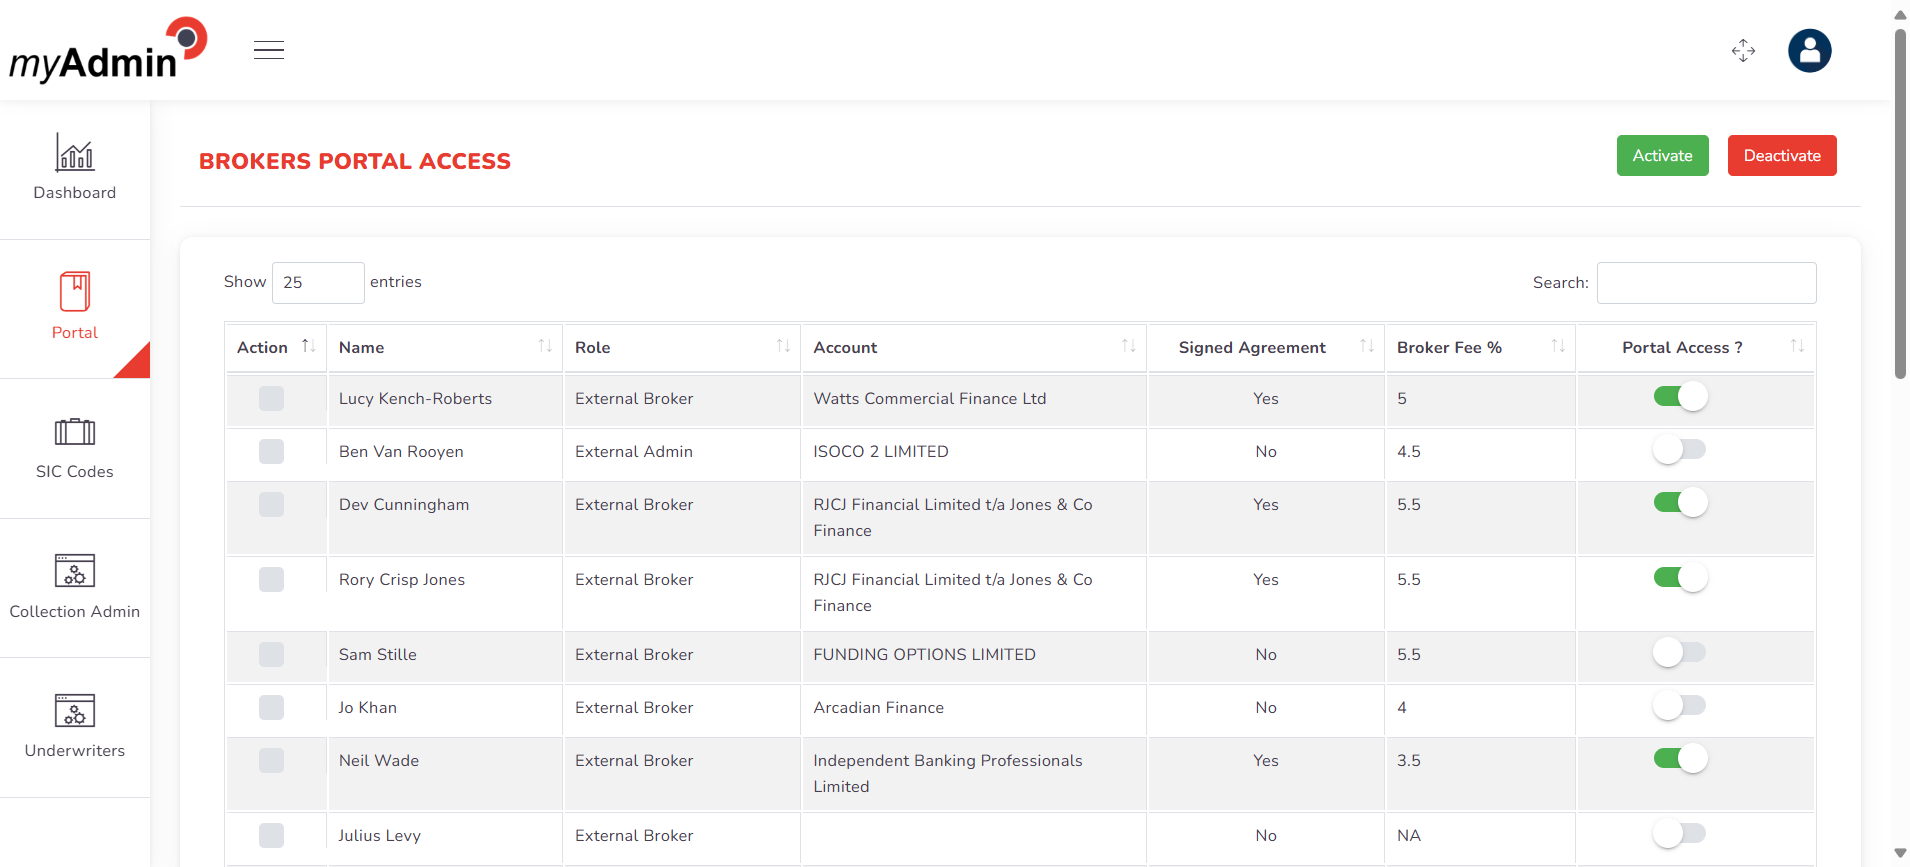 myAdmin
Dashboard
Portal
SIC Codes
Collection Admin
Underwriters
BROKERS PORTAL ACCESS
Activate Deactivate
Show 25 entries Search:
Action Name Role Account Signed Agreement Broker Fee % Portal Access ?
Lucy Kench-Roberts External Broker Watts Commercial Finance Ltd Yes 5
Ben Van Rooyen External Admin ISOCO 2 LIMITED No 4.5
Dev Cunningham External Broker RJCJ Financial Limited t/a Jones & Co Yes 5.5
Finance
Rory Crisp Jones External Broker RJCJ Financial Limited t/a Jones & Co Yes 5.5
Finance
Sam Stille External Broker FUNDING OPTIONS LIMITED No 5.5
Jo Khan External Broker Arcadian Finance No 4
Neil Wade External Broker Independent Banking Professionals Yes 3.5
Limited
Julius Levy External Broker No NA